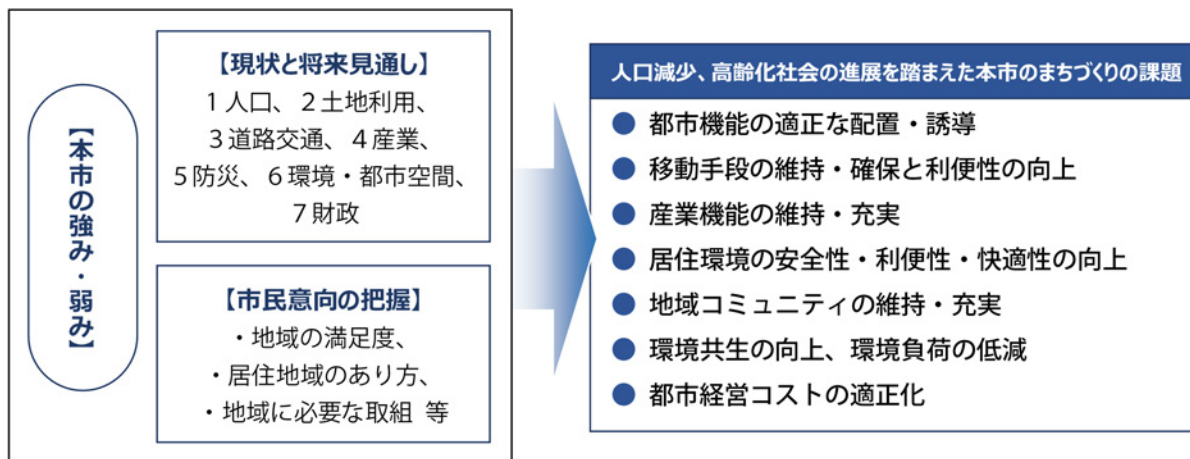 【本市の強み・弱み】
【現状と将来見通し】
1人口、2土地利用、
3道路交通、4産業、
5防災、6環境・都市空間、
7財政
【市民意向の把握】
・地域の満足度、
・居住地域のあり方、
・地域に必要な取組 等
人口減少、高齢化社会の進展を踏まえた本市のまちづくりの課題
● 都市機能の適正な配置・誘導
● 移動手段の維持・確保と利便性の向上
● 産業機能の維持・充実
● 居住環境の安全性・利便性・快適性の向上
● 地域コミュニティの維持・充実
● 環境共生の向上、環境負荷の低減
● 都市経営コストの適正化